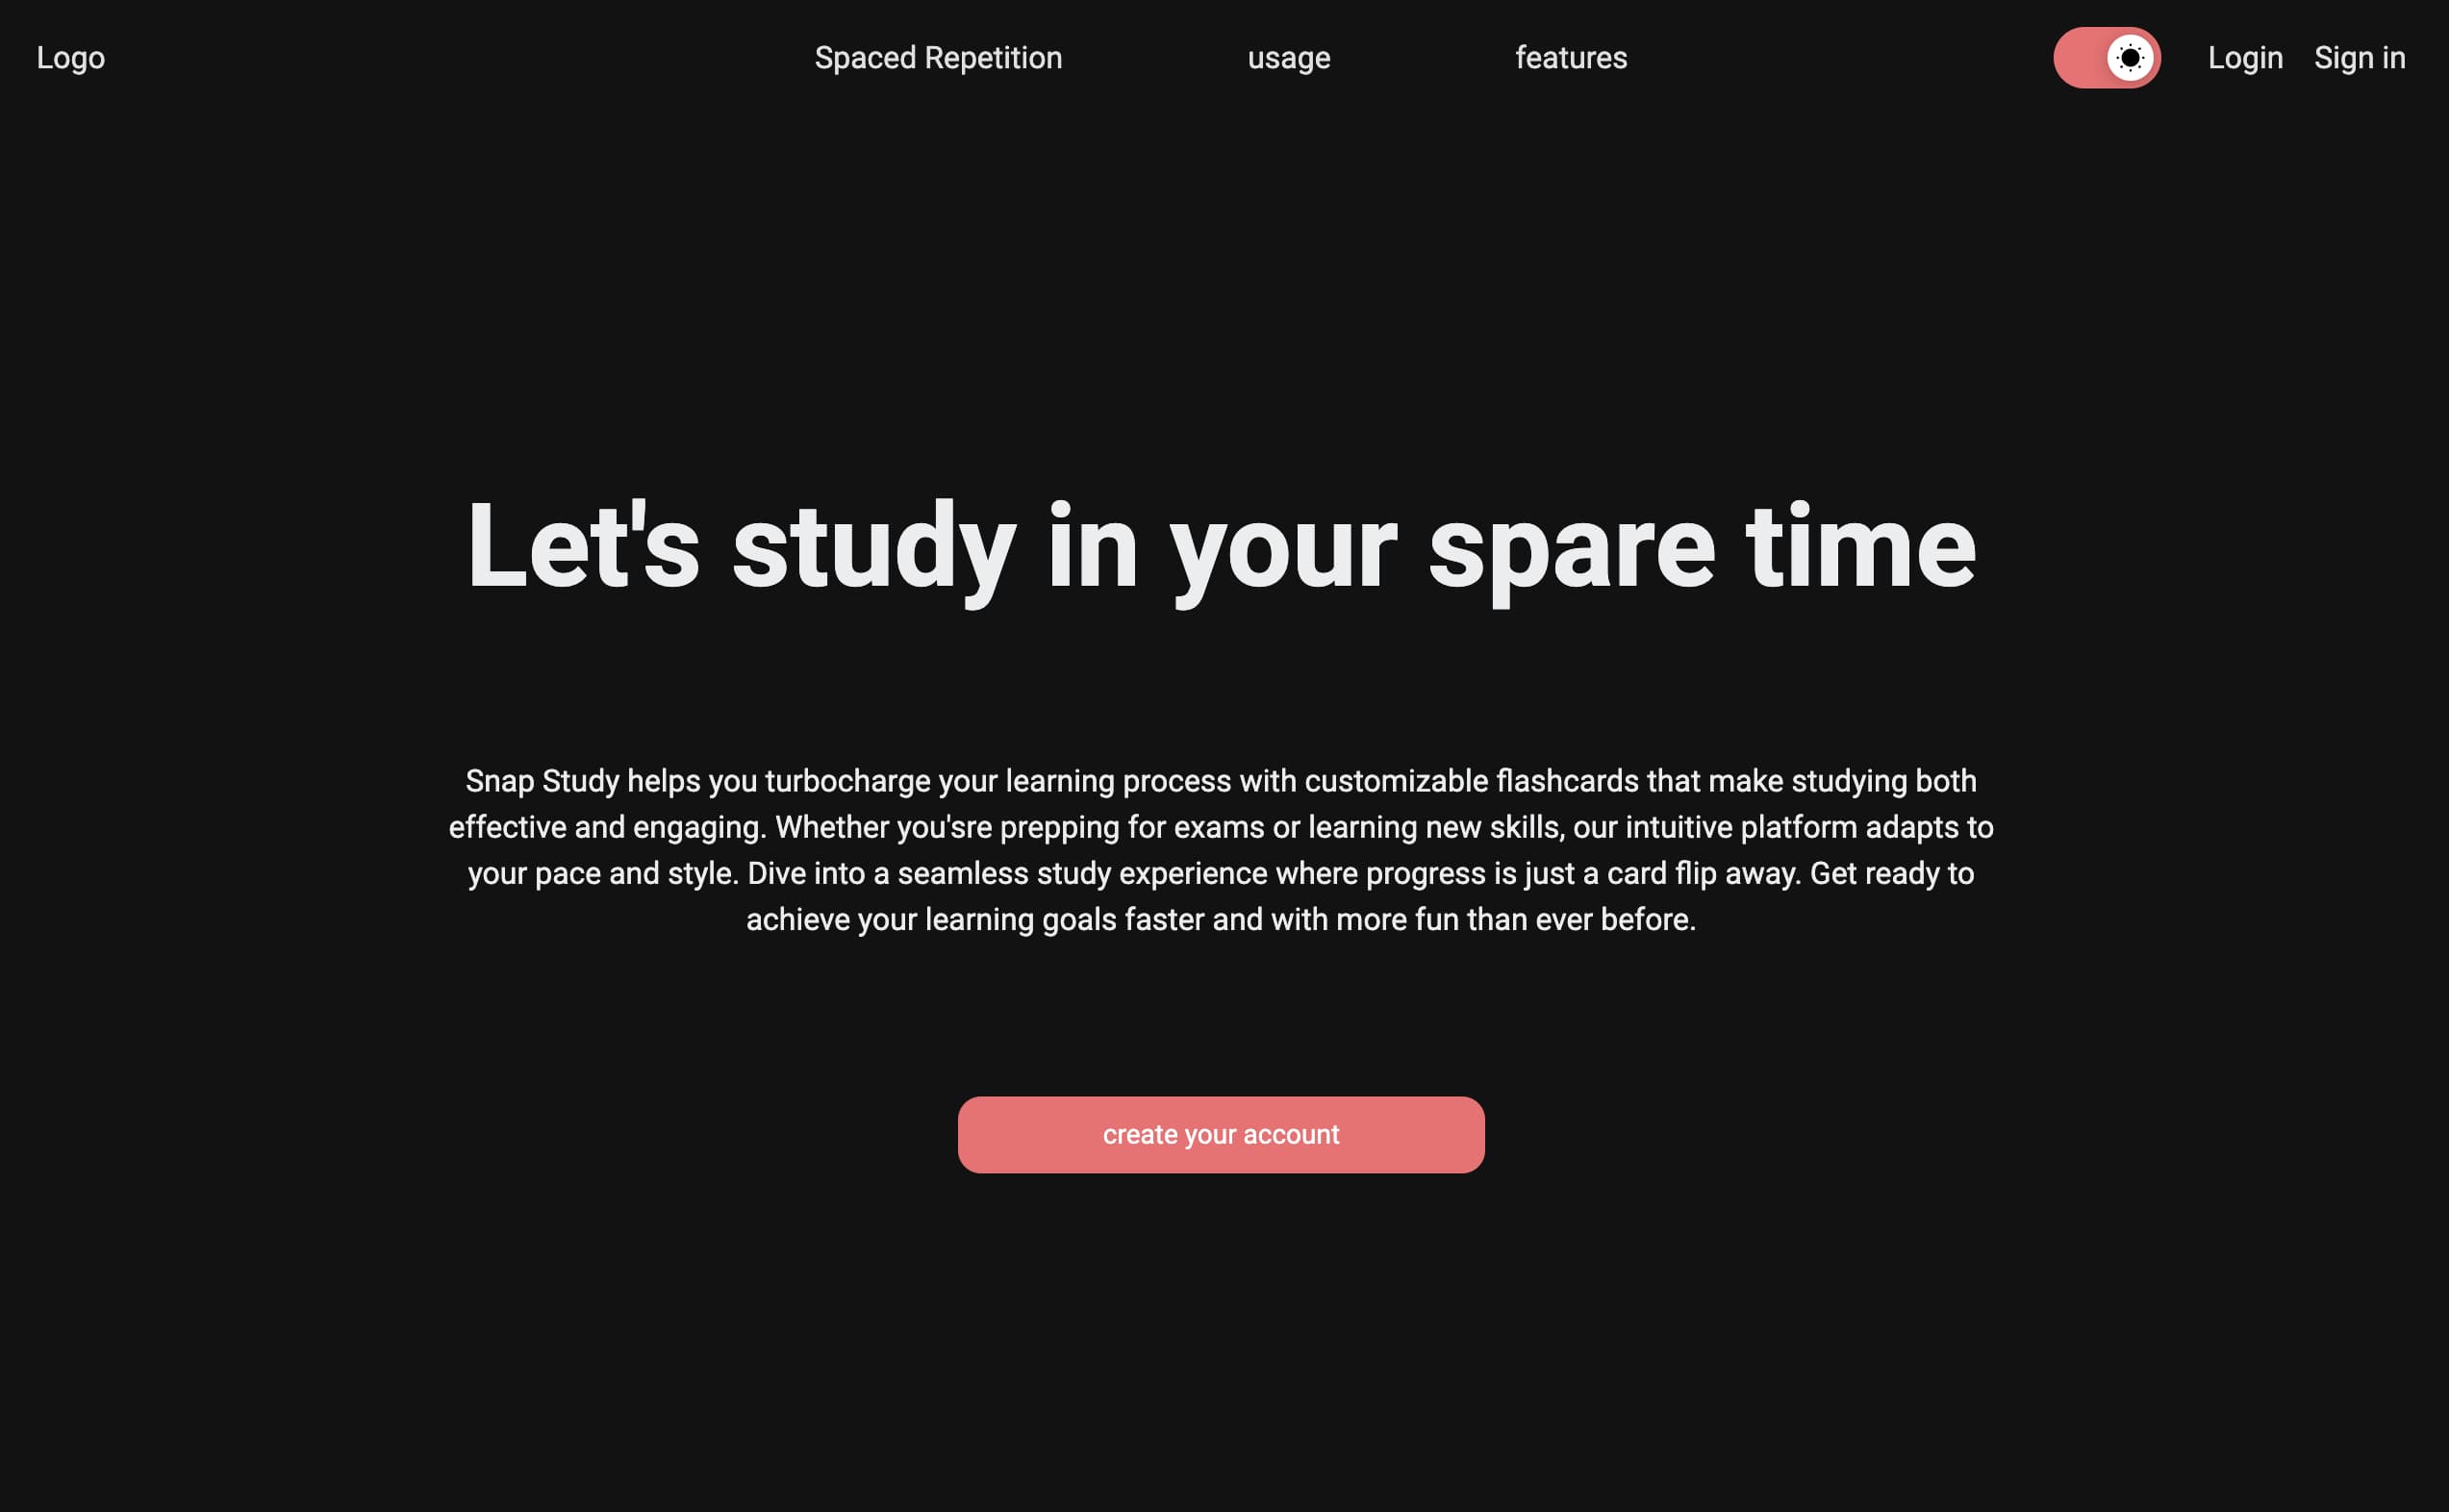 Logo
Spaced Repetition
usage
features
Login
Sign in
Let's study in your spare time
Snap Study helps you turbocharge your learning process with customizable flashcards that make studying both
effective and engaging. Whether you'sre prepping for exams or learning new skills, our intuitive platform adapts to
your pace and style. Dive into a seamless study experience where progress is just a card flip away. Get ready to
achieve your learning goals faster and with more fun than ever before.
create your account